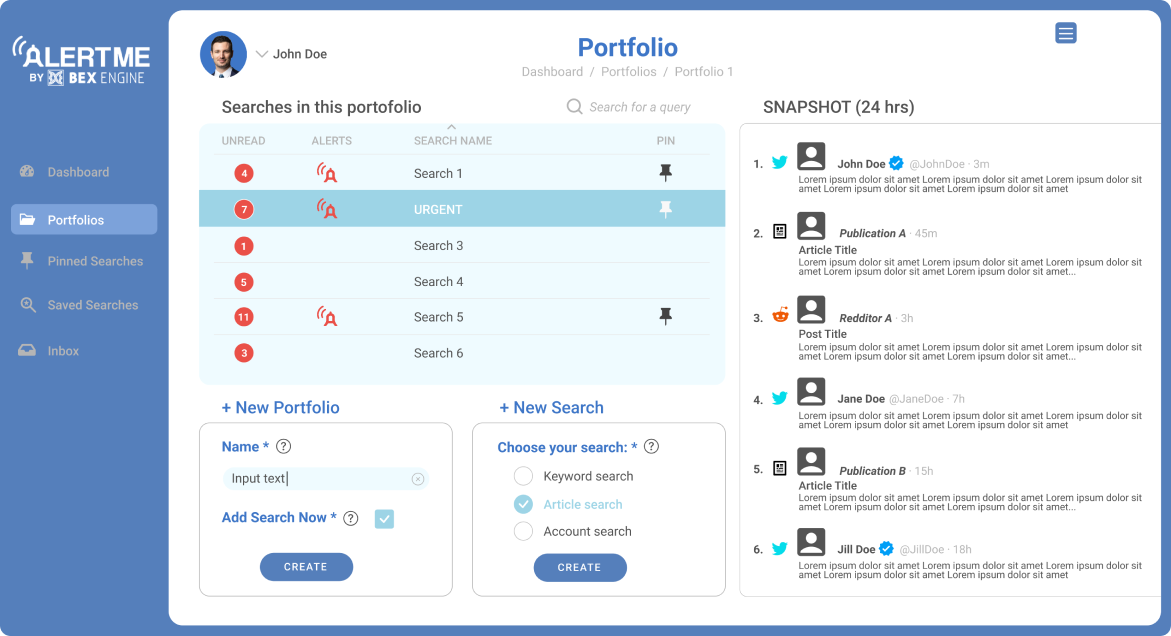 ALERTME
BY BEX ENGINE
Dashboard
Portfolios
Pinned Searches
Saved Searches
Inbox
John Doe
Portfolio
Dashboard / Portfolios / Portfolio 1
Searches in this portofolio
Search for a query
UNREAD ALERTS SEARCH NAME PIN
4 Search 1
7 URGENT
1 Search 3
5 Search 4
11 Search 5
3 Search 6
+ New Portfolio
Name * ?
Input text
Add Search Now * ?
CREATE
+ New Search
Choose your search: * ?
Keyword search
Article search
Account search
CREATE
SNAPSHOT (24 hrs)
1. John Doe @JohnDoe · 3m
Lorem ipsum dolor sit amet Lorem ipsum dolor sit amet Lorem ipsum dolor sit
amet Lorem ipsum dolor sit amet Lorem ipsum dolor sit amet
2. Publication A · 45m
Article Title
Lorem ipsum dolor sit amet Lorem ipsum dolor sit amet Lorem ipsum dolor sit
amet Lorem ipsum dolor sit amet Lorem ipsum dolor sit amet...
3. Redditor A · 3h
Post Title
Lorem ipsum dolor sit amet Lorem ipsum dolor sit amet Lorem ipsum dolor sit
amet Lorem ipsum dolor sit amet Lorem ipsum dolor sit amet...
4. Jane Doe @JaneDoe · 7h
Lorem ipsum dolor sit amet Lorem ipsum dolor sit amet Lorem ipsum dolor sit
amet Lorem ipsum dolor sit amet Lorem ipsum dolor sit amet
5. Publication B · 15h
Article Title
Lorem ipsum dolor sit amet Lorem ipsum dolor sit amet Lorem ipsum dolor sit
amet Lorem ipsum dolor sit amet Lorem ipsum dolor sit amet...
6. Jill Doe @JillDoe · 18h
Lorem ipsum dolor sit amet Lorem ipsum dolor sit amet Lorem ipsum dolor sit
amet Lorem ipsum dolor sit amet Lorem ipsum dolor sit amet